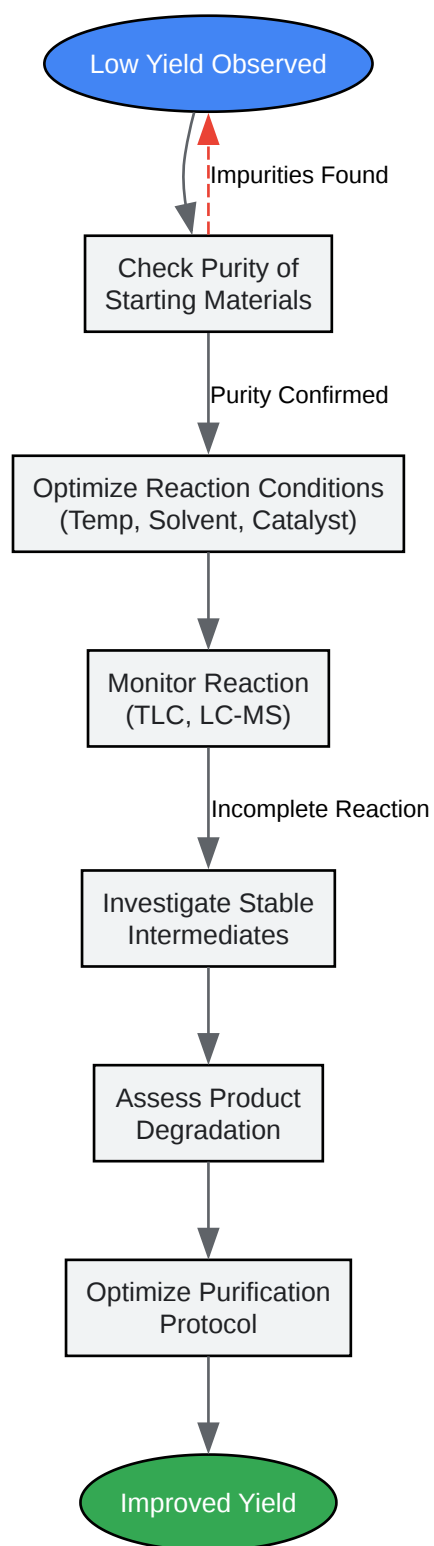 Low Yield Observed
Impurities Found
Check Purity of
Starting Materials
Purity Confirmed
Optimize Reaction Conditions
(Temp, Solvent, Catalyst)
Monitor Reaction
(TLC, LC-MS)
Incomplete Reaction
Investigate Stable
Intermediates
Assess Product
Degradation
Optimize Purification
Protocol
Improved Yield